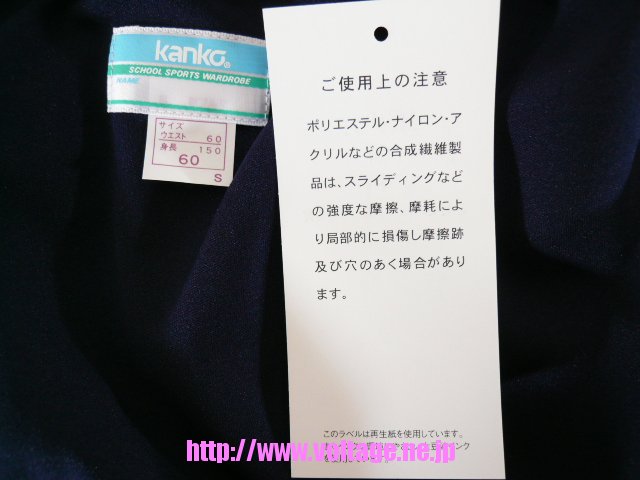 kanko®
SCHOOL SPORTS WARDROBE
NAME
サイズ
ウエスト 60
身長 150
60
S
ご使用上の注意
ポリエステル・ナイロン・ア
クリルなどの合成繊維製
品は、スライディングなど
の強度な摩擦、摩耗によ
り局部的に損傷し摩擦跡
及び穴のあく場合があり
ます。
このラベルは再生紙を使用しています。
http://www.voltage.ne.jp